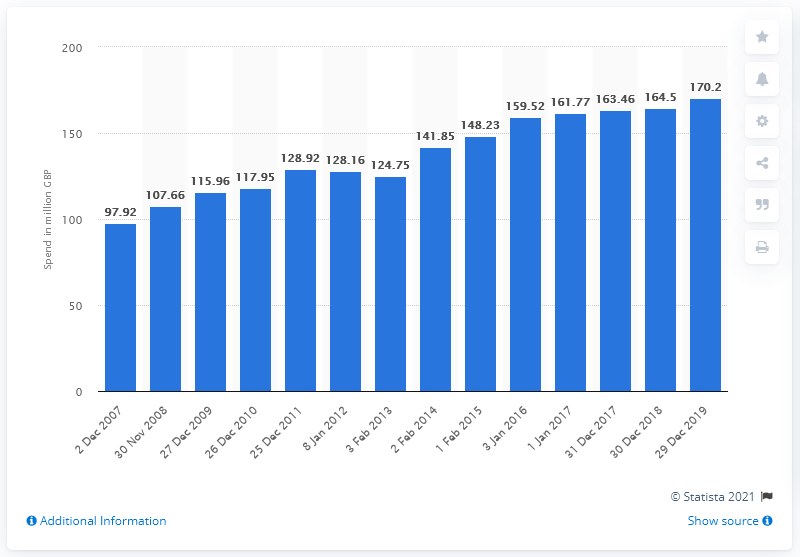 200
150
100
50
0
Spend in million GBP
97.92
107.66
115.96
117.95
128.92
128.16
124.75
141.85
148.23
159.52
161.77
163.46
164.5
170.2
2 Dec 2007
30 Nov 2008
27 Dec 2009
26 Dec 2010
25 Dec 2011
8 Jan 2012
3 Feb 2013
2 Feb 2014
1 Feb 2015
3 Jan 2016
1 Jan 2017
31 Dec 2017
30 Dec 2018
29 Dec 2019
© Statista 2021
Additional Information
Show source